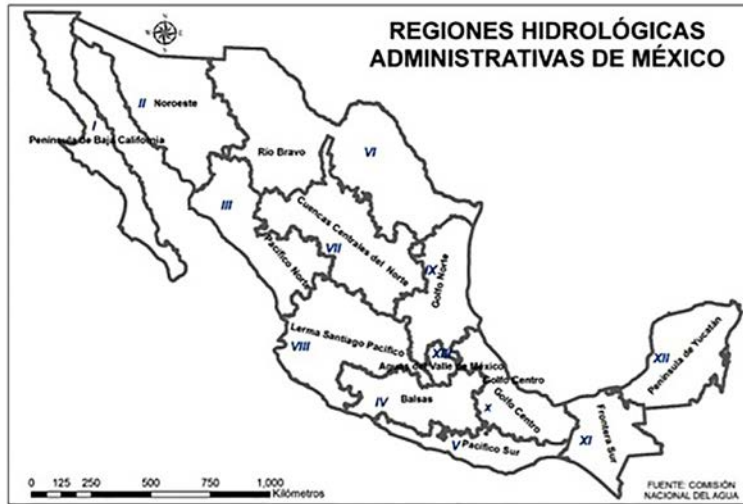 REGIONES HIDROLÓGICAS
ADMINISTRATIVAS DE MÉXICO
II Noroeste
I
Península de Baja California
Río Bravo
VI
III
Cuencas Centrales del Norte
VII
Pacífico Norte
IX
Golfo Norte
Lerma Santiago Pacífico
VIII
XIII
Aguas del Valle de México
Golfo Centro
XII
Península de Yucatán
IV
Balsas
X
Golfo Centro
V
Pacífico Sur
XI
Frontera Sur
0 125 250 500 750 1,000
Kilómetros
FUENTE: COMISIÓN
NACIONAL DEL AGUA